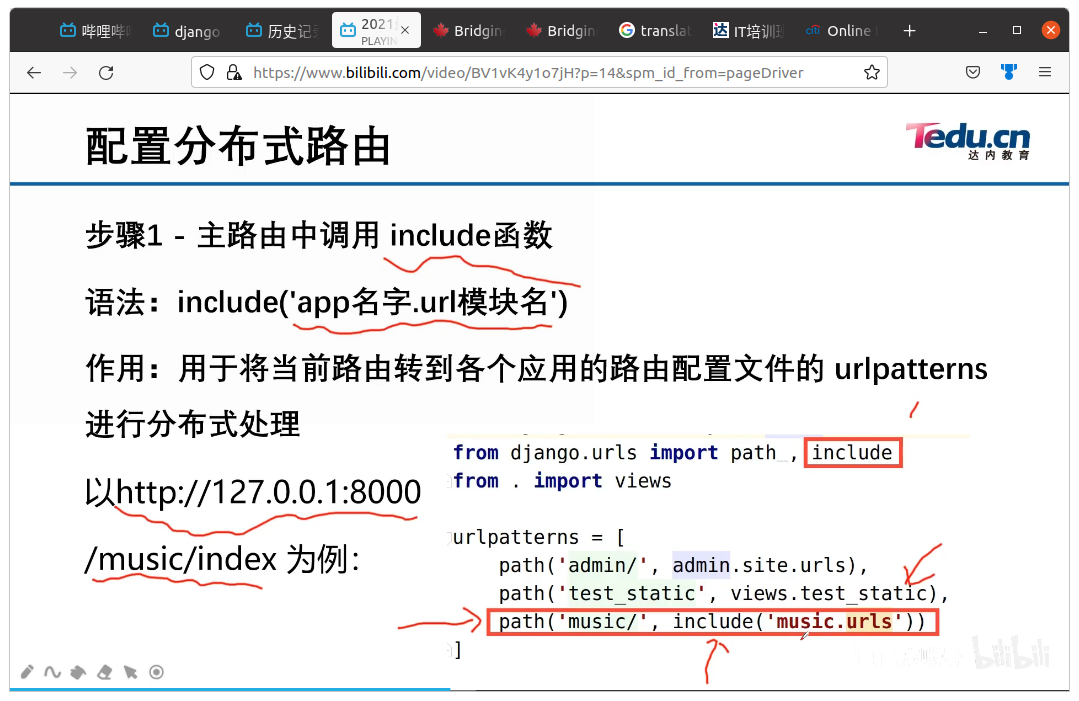 哔哩哔哩
django
历史记录
2021
PLAYIN
Bridgin
Bridgin
translat
达 IT培训班
citi Online
https://www.bilibili.com/video/BV1vK4y1o7jH?p=14&spm_id_from=pageDriver
配置分布式路由
Tedu.cn
达内教育
步骤1 - 主路由中调用 include函数
语法：include('app名字.url模块名')
作用：用于将当前路由转到各个应用的路由配置文件的 urlpatterns
进行分布式处理
以http://127.0.0.1:8000
/music/index 为例：
from django.urls import path , include
from . import views
urlpatterns = [
path('admin/', admin.site.urls),
path('test_static', views.test_static),
path('music/', include('music.urls'))
]
bilibili